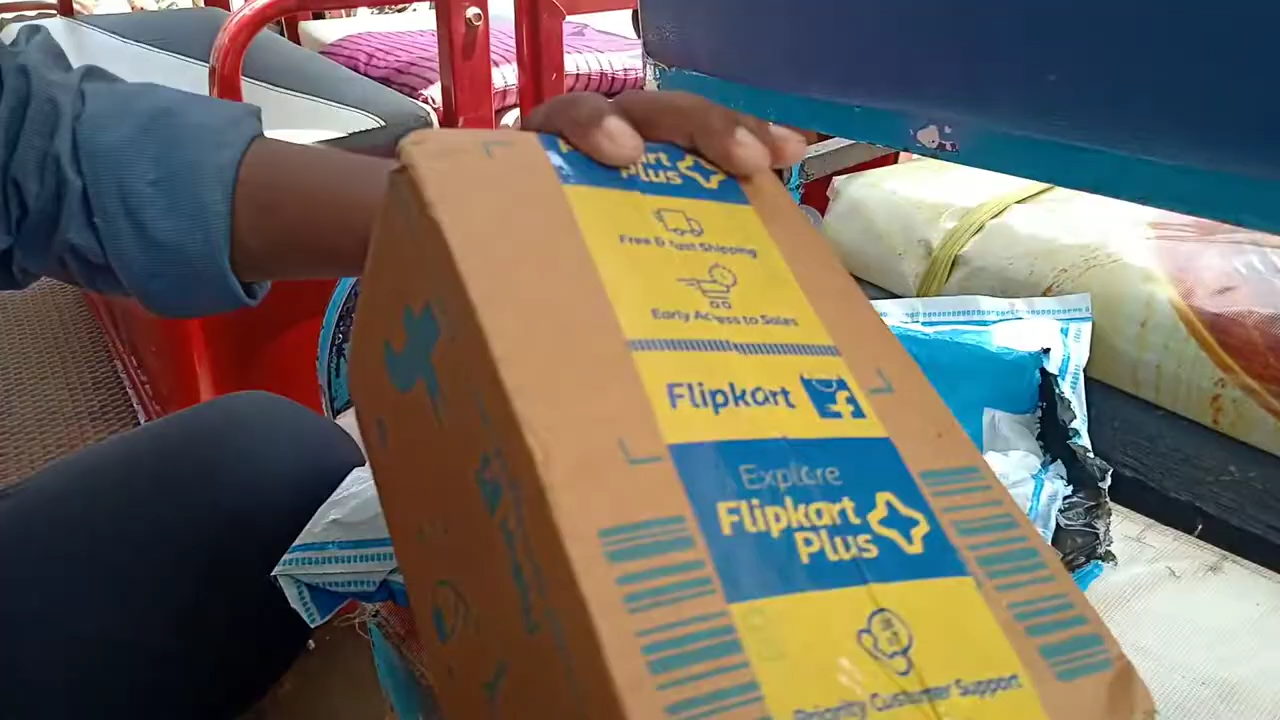 Plus
Free & fast Shipping
Early Access to Sales
Flipkart
Explore
Flipkart
Plus
Priority Customer Support